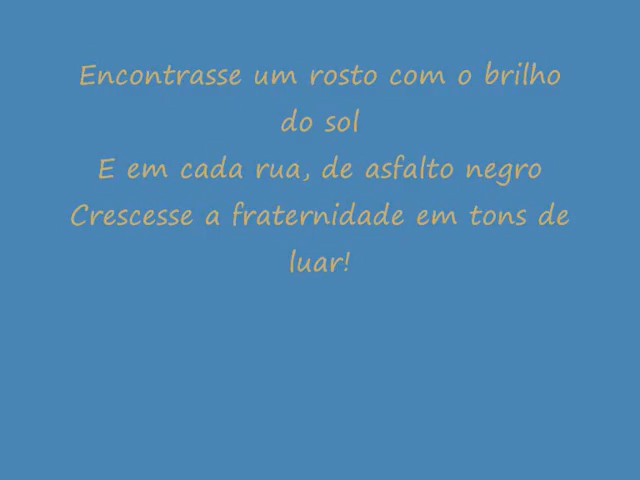 Encontrasse um rosto com o brilho
do sol
E em cada rua, de asfalto negro
Crescesse a fraternidade em tons de
luar!